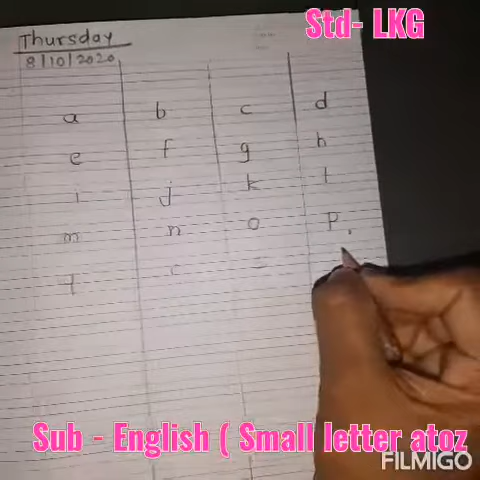 Std- LKG
Thursday
8/10/2020
a b c d
e f g h
i j k l
m n o p.
q r
Sub - English ( Small letter atoz
FILMIGO